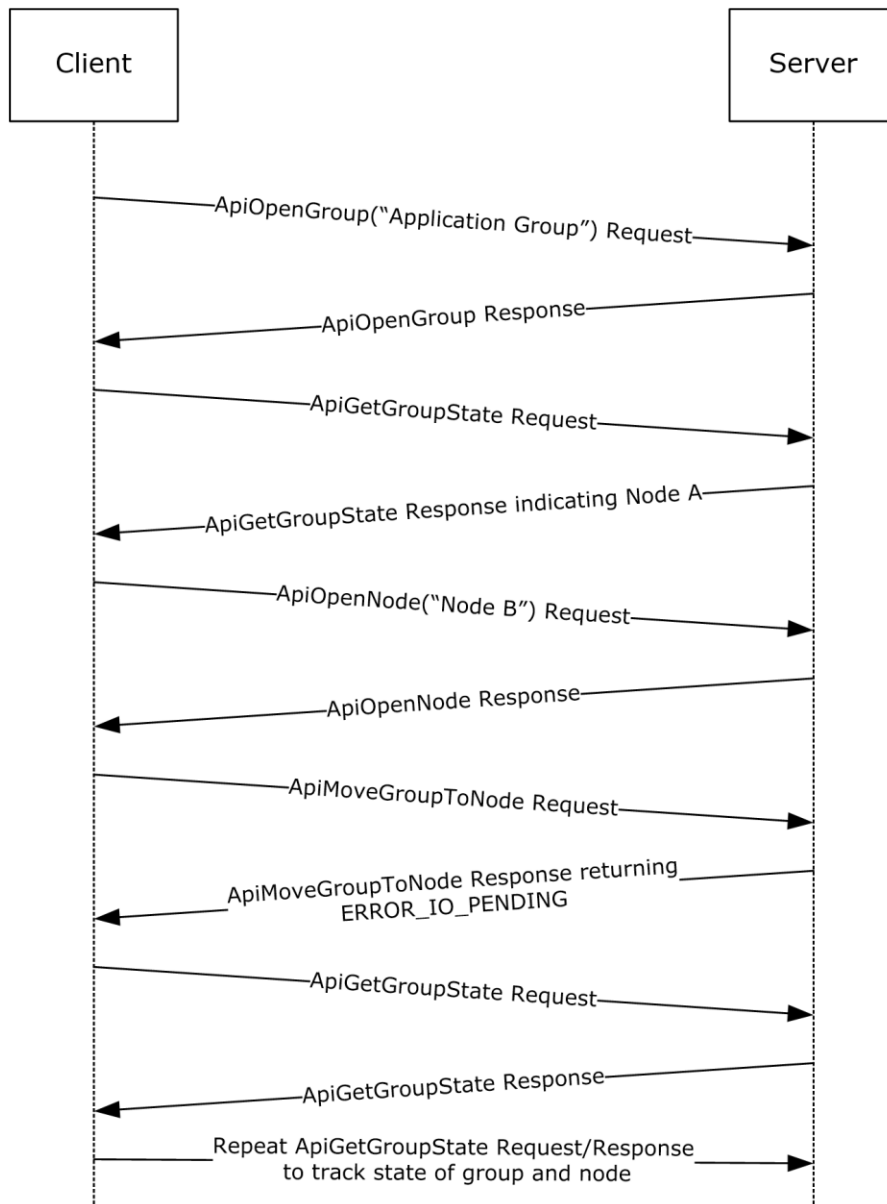 Client
Server
ApiOpenGroup(“Application Group”) Request
ApiOpenGroup Response
ApiGetGroupState Request
ApiGetGroupState Response indicating Node A
ApiOpenNode(“Node B”) Request
ApiOpenNode Response
ApiMoveGroupToNode Request
ApiMoveGroupToNode Response returning
ERROR_IO_PENDING
ApiGetGroupState Request
ApiGetGroupState Response
Repeat ApiGetGroupState Request/Response
to track state of group and node